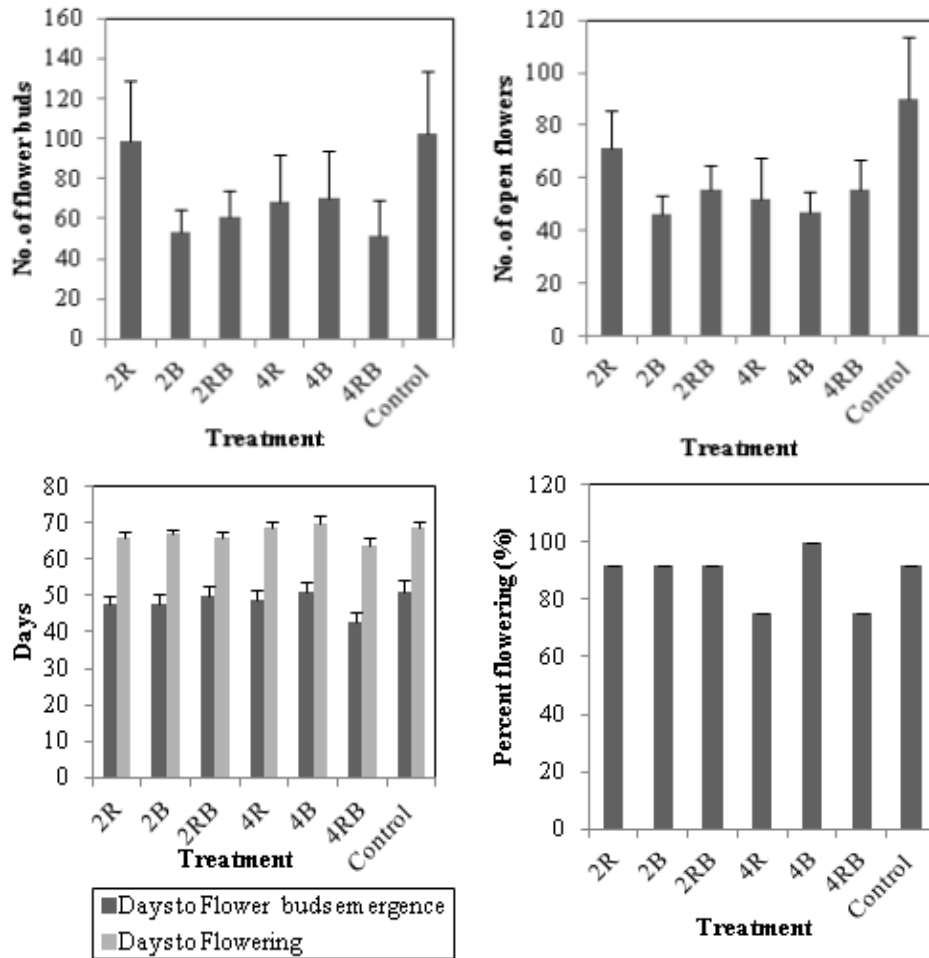 No. of flower buds
160
140
120
100
80
60
40
20
0
2R 2B 2RB 4R 4B 4RB Control
Treatment
No. of open flowers
120
100
80
60
40
20
0
2R 2B 2RB 4R 4B 4RB Control
Treatment
Days
80
70
60
50
40
30
20
10
0
2R 2B 2RB 4R 4B 4RB Control
Treatment
Days to Flower buds emergence
Days to Flowering
Percent flowering (%)
120
100
80
60
40
20
0
2R 2B 2RB 4R 4B 4RB Control
Treatment